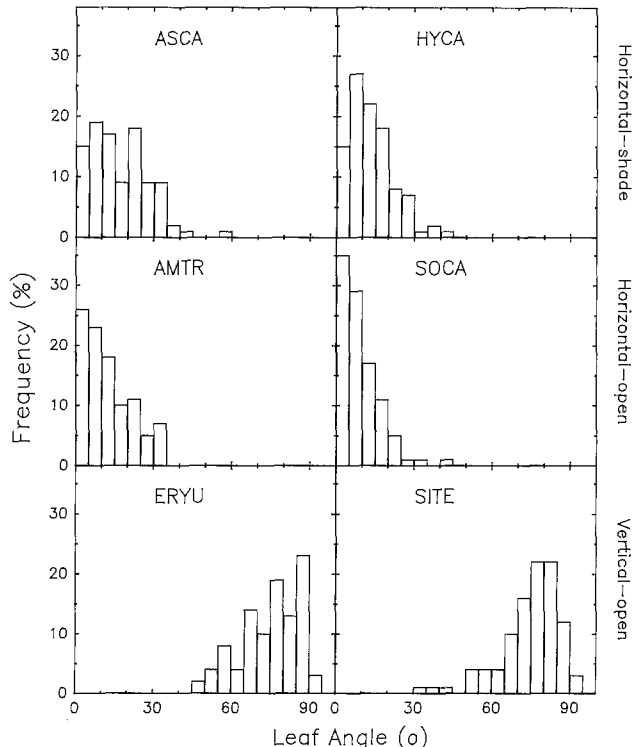 ASCA
HYCA
Horizontal-shade
30
20
10
0
AMTR
SOCA
Horizontal-open
30
20
10
0
ERYU
SITE
Vertical-open
30
20
10
0
0
30
60
90
0
30
60
90
Frequency (%)
Leaf Angle (o)